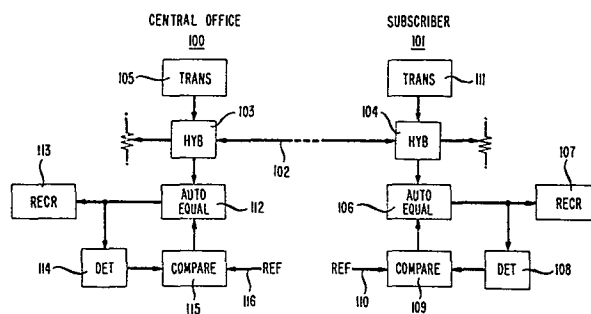 CENTRAL OFFICE
100
SUBSCRIBER
101
105
TRANS
TRANS
111
103
104
HYB
HYB
102
113
107
RECR
AUTO
EQUAL
112
106
AUTO
EQUAL
RECR
114
DET
COMPARE
REF
REF
COMPARE
DET
108
115
116
110
109